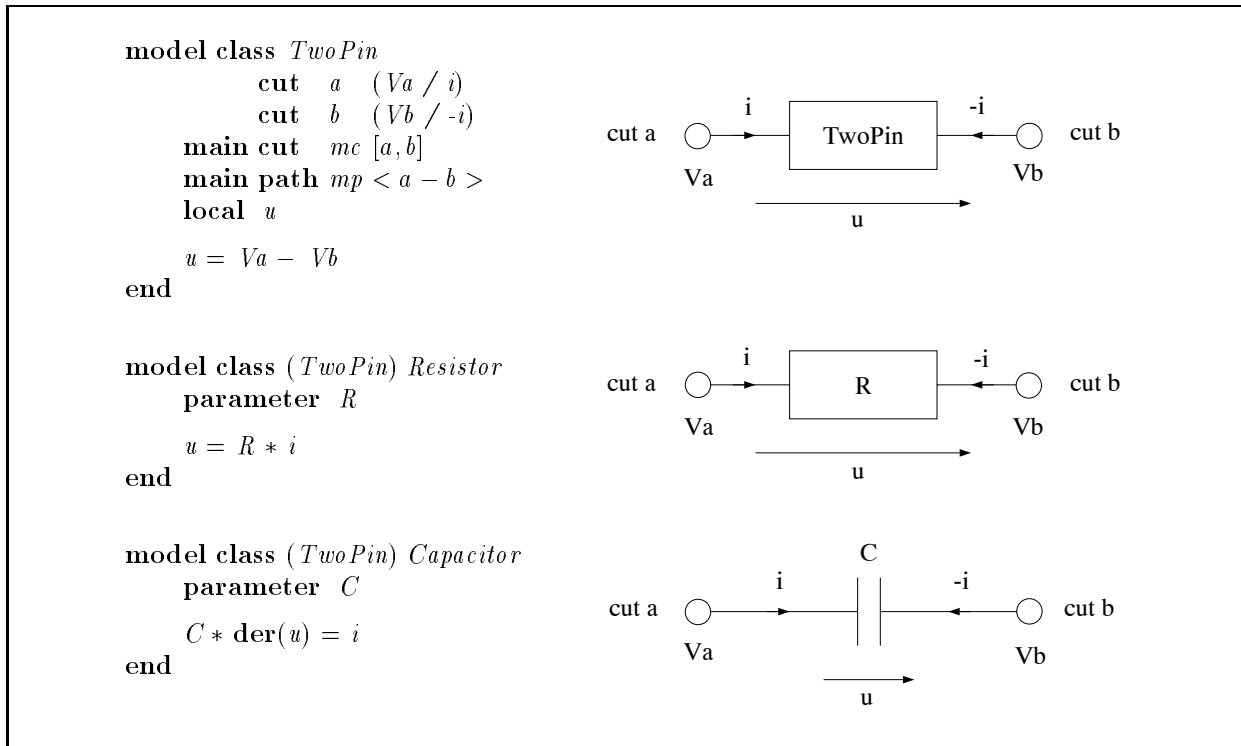 model class TwoPin
cut a (Va / i)
cut b (Vb / -i)
main cut mc [a, b]
main path mp < a − b >
local u
u = Va − Vb
end
i
-i
cut a
TwoPin
cut b
Va
Vb
u
model class (TwoPin) Resistor
parameter R
u = R * i
end
i
-i
cut a
R
cut b
Va
Vb
u
model class (TwoPin) Capacitor
parameter C
C * der(u) = i
end
C
i
-i
cut a
cut b
Va
Vb
u